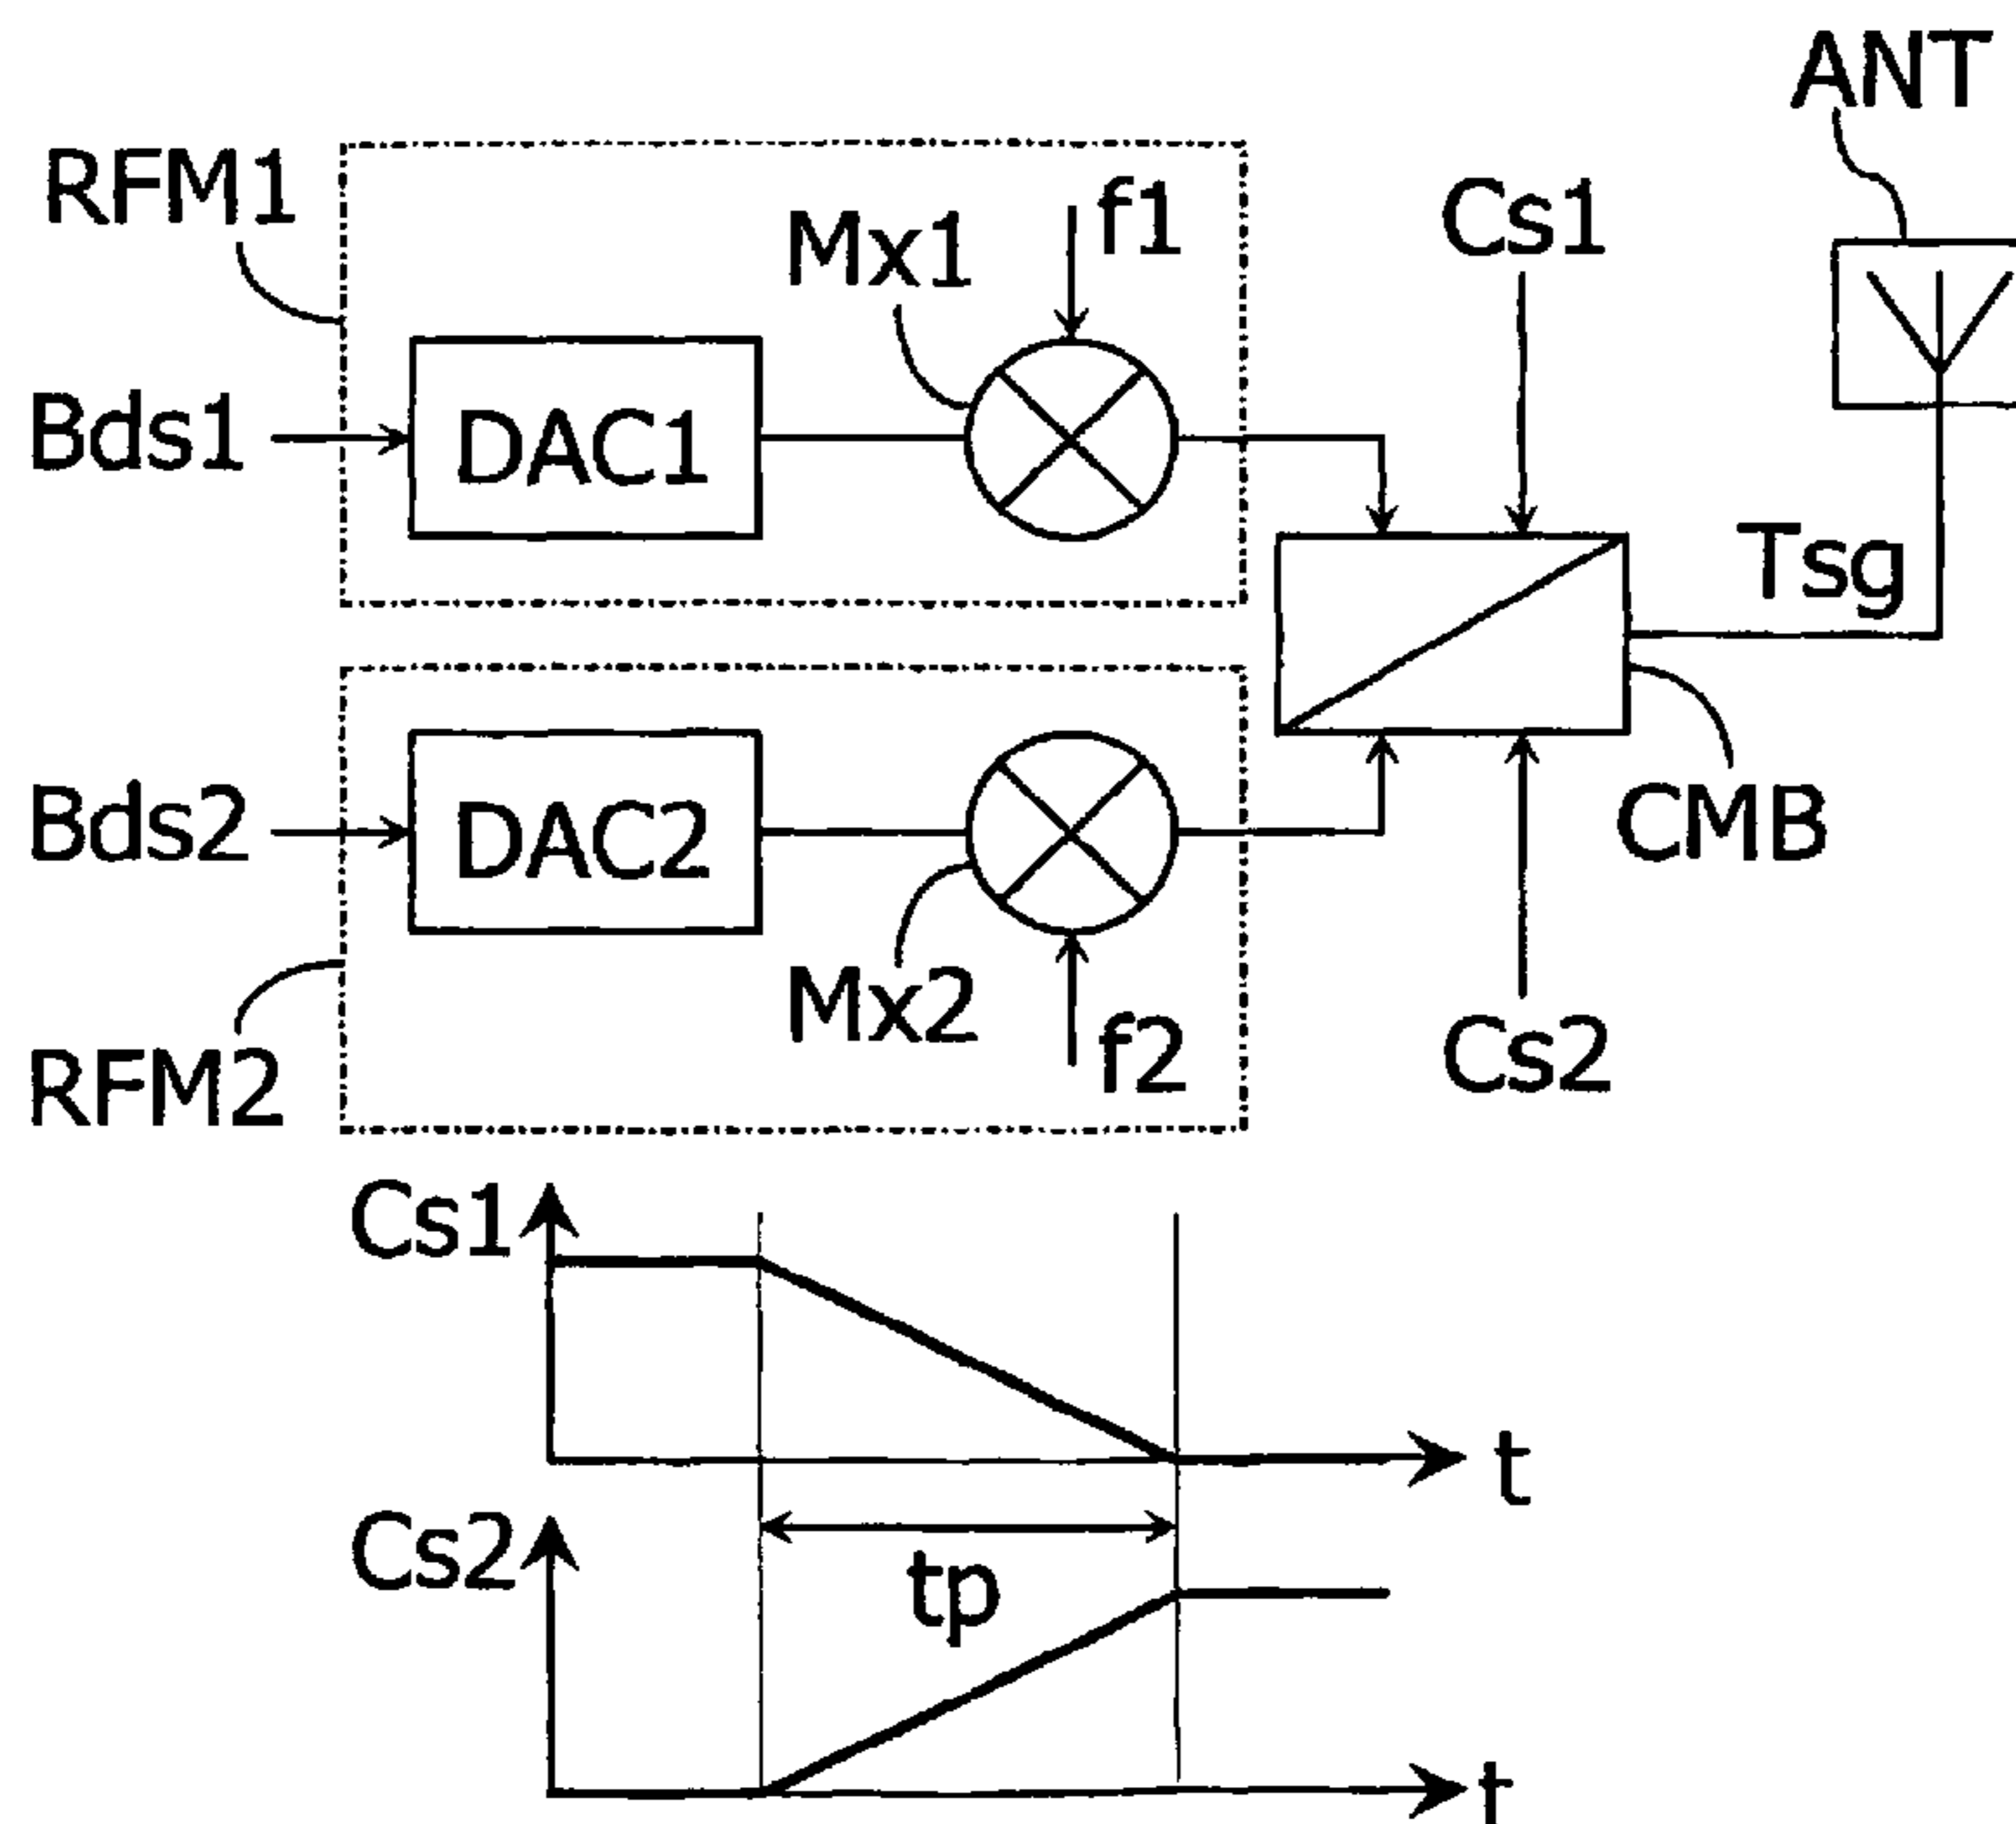 ANT
RFM1
f1
Mx1
Cs1
Bds1
DAC1
Tsg
Bds2
DAC2
CMB
Mx2
f2
Cs2
RFM2
Cs1
t
Cs2
tp
t